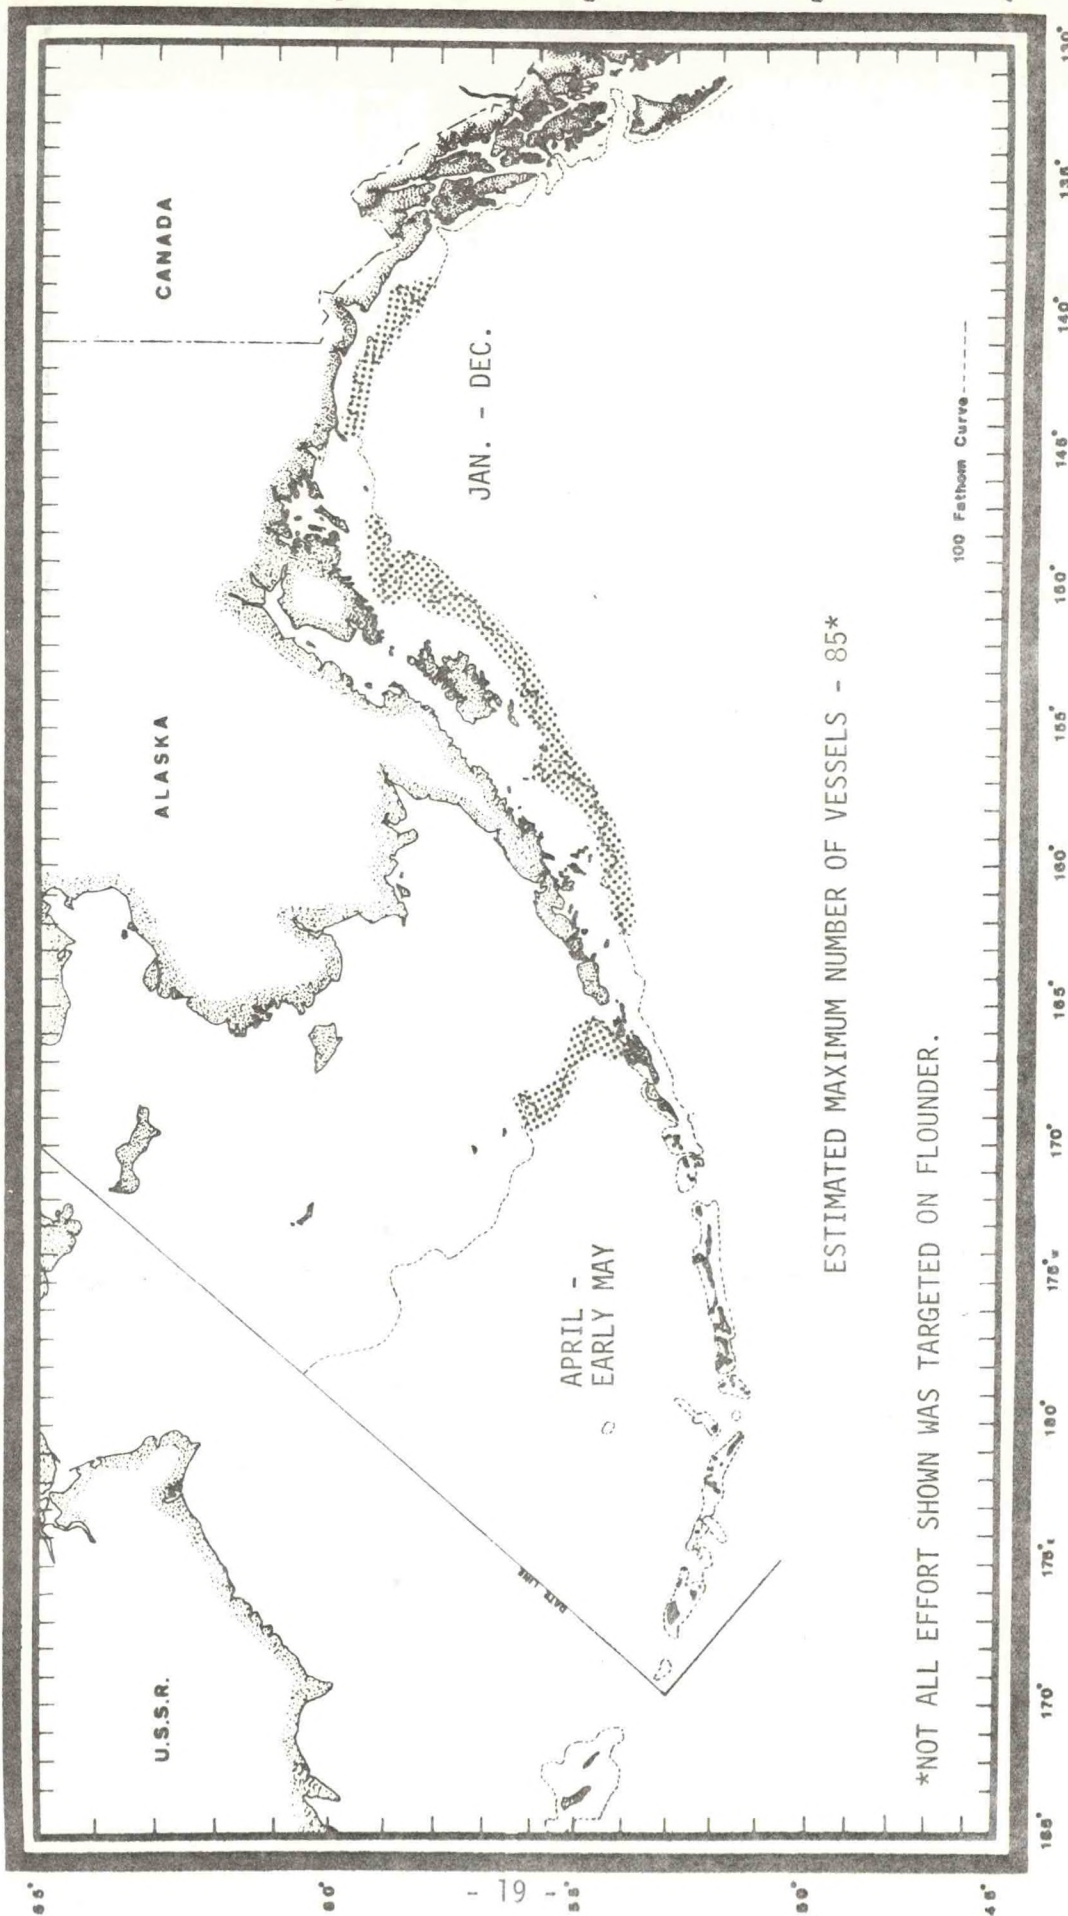 U.S.S.R.
ALASKA
CANADA
DATE LINE
APRIL -
EARLY MAY
JAN. - DEC.
ESTIMATED MAXIMUM NUMBER OF VESSELS - 85*
*NOT ALL EFFORT SHOWN WAS TARGETED ON FLOUNDER.
100 Fathom Curve
65°
60°
55°
50°
45°
165°
170°
175°E
180°
175°W
170°
165°
160°
155°
150°
145°
140°
135°
130°
- 19 -